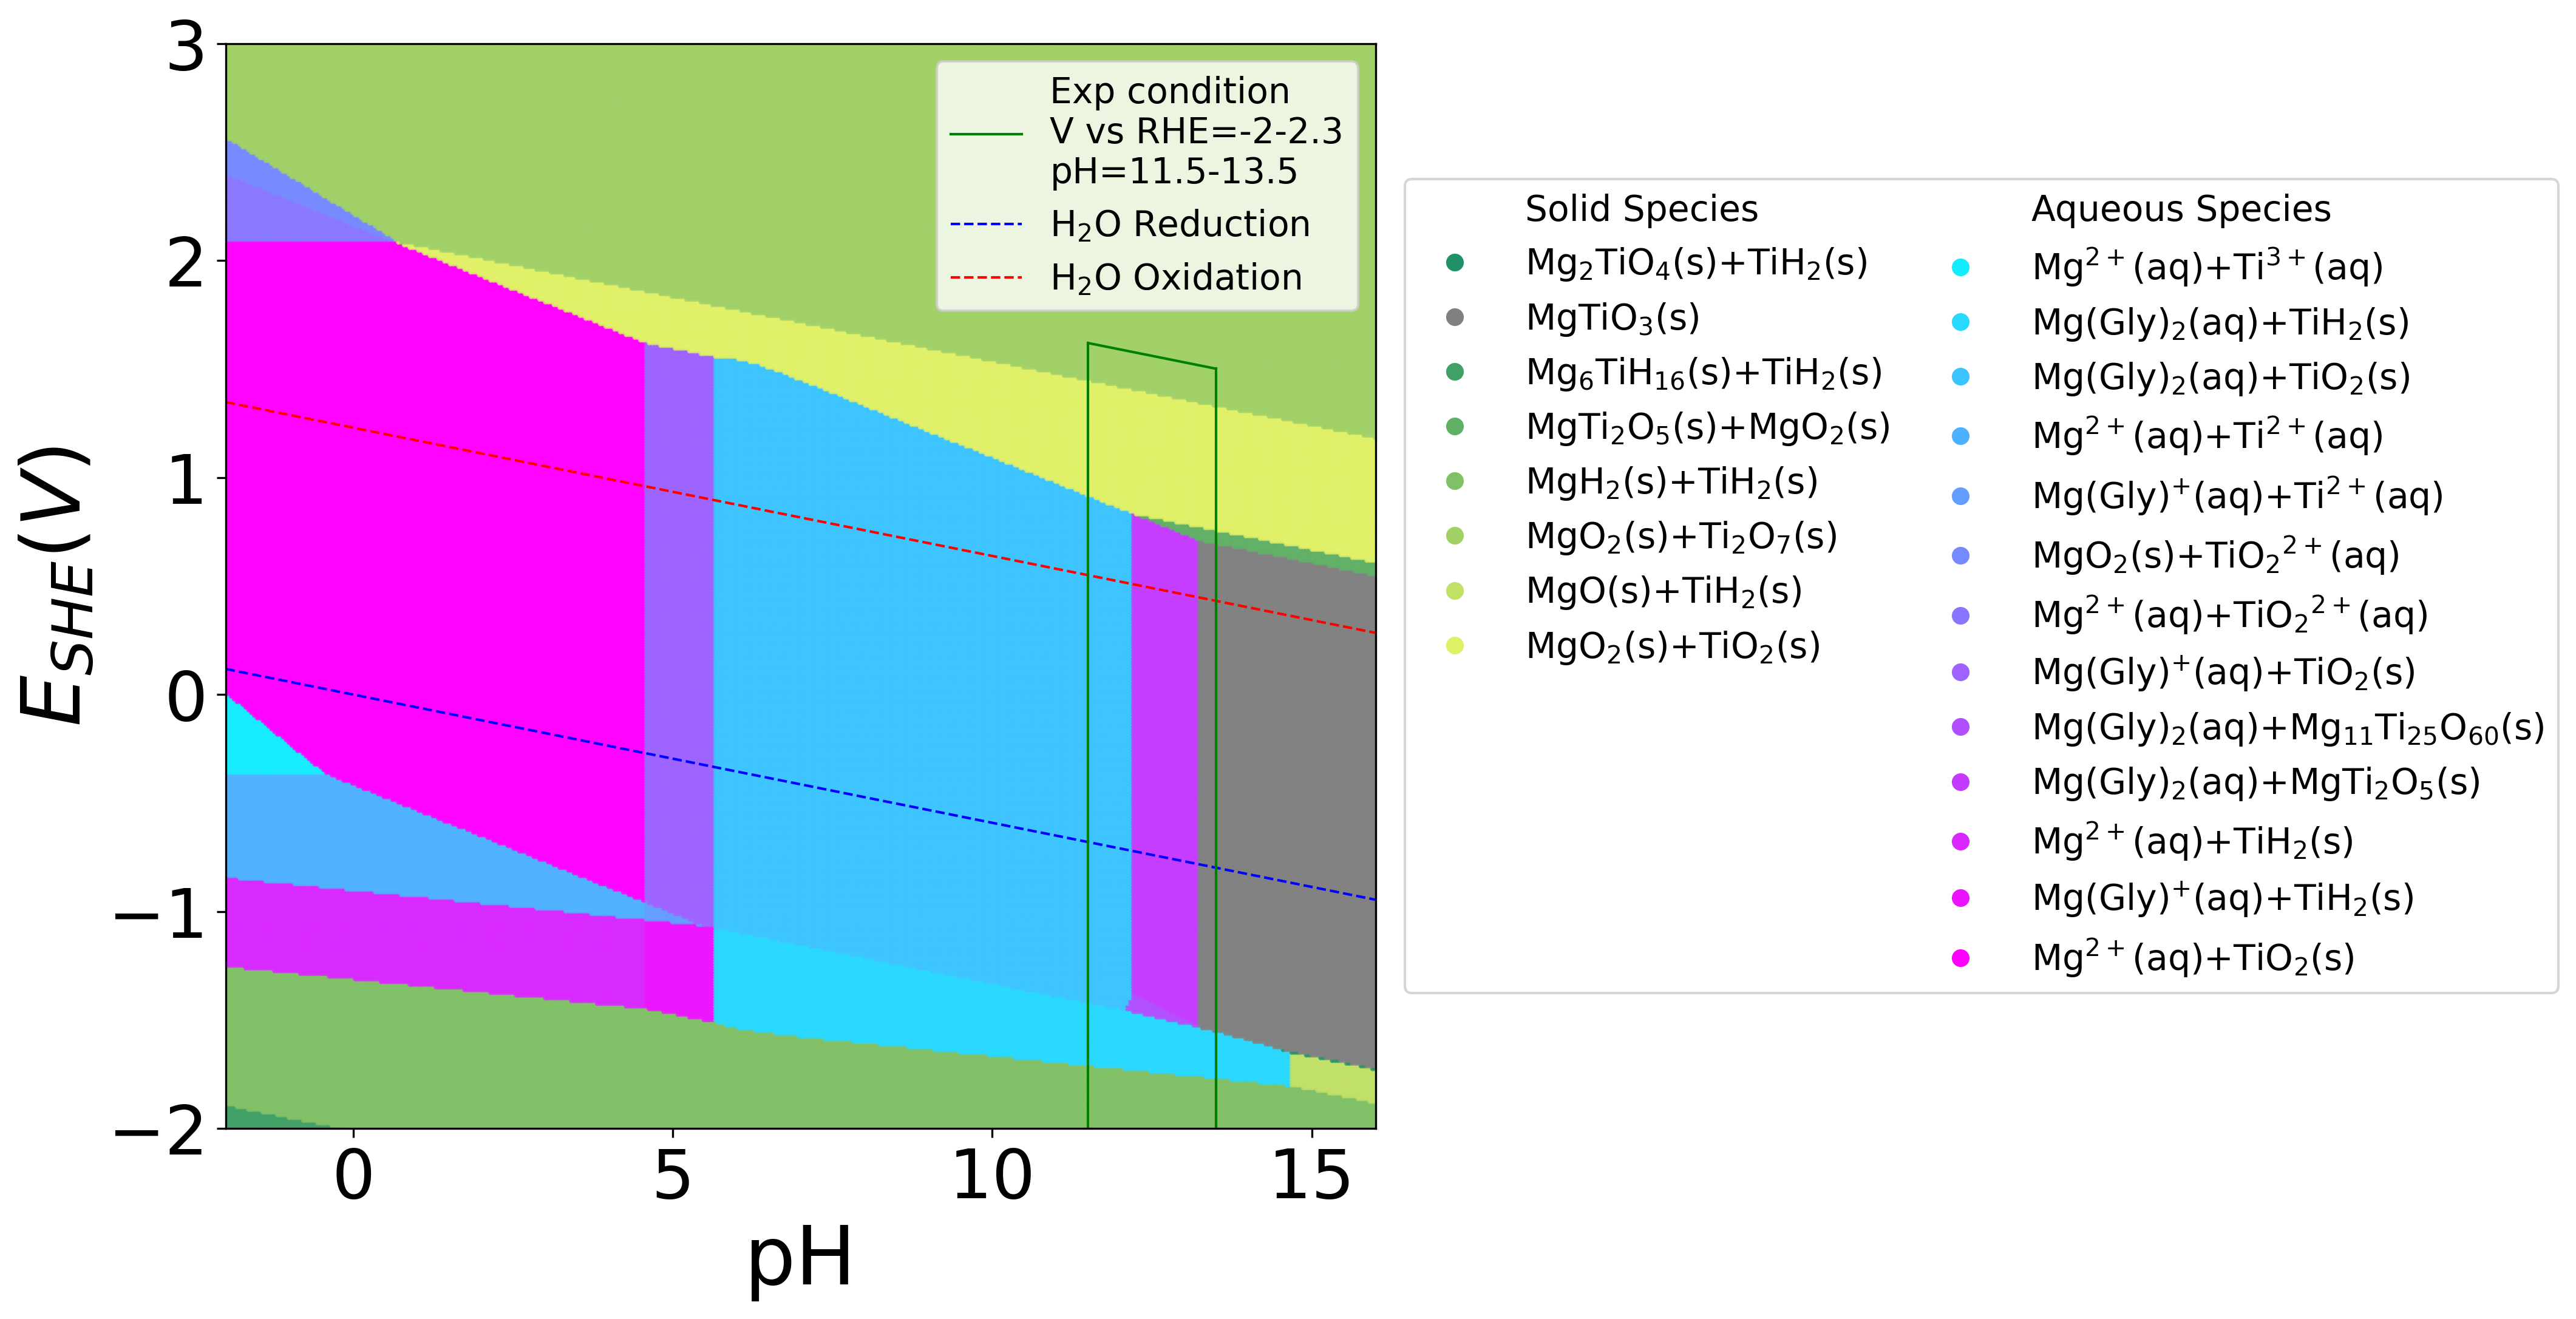 3
2
1
0
−1
−2
E_SHE(V)
0 5 10 15
pH
Exp condition
V vs RHE=-2-2.3
pH=11.5-13.5
H₂O Reduction
H₂O Oxidation
Solid Species
Mg₂TiO₄(s)+TiH₂(s)
MgTiO₃(s)
Mg₆TiH₁₆(s)+TiH₂(s)
MgTi₂O₅(s)+MgO₂(s)
MgH₂(s)+TiH₂(s)
MgO₂(s)+Ti₂O₇(s)
MgO(s)+TiH₂(s)
MgO₂(s)+TiO₂(s)
Aqueous Species
Mg²⁺(aq)+Ti³⁺(aq)
Mg(Gly)₂(aq)+TiH₂(s)
Mg(Gly)₂(aq)+TiO₂(s)
Mg²⁺(aq)+Ti²⁺(aq)
Mg(Gly)⁺(aq)+Ti²⁺(aq)
MgO₂(s)+TiO₂²⁺(aq)
Mg²⁺(aq)+TiO₂²⁺(aq)
Mg(Gly)⁺(aq)+TiO₂(s)
Mg(Gly)₂(aq)+Mg₁₁Ti₂₅O₆₀(s)
Mg(Gly)₂(aq)+MgTi₂O₅(s)
Mg²⁺(aq)+TiH₂(s)
Mg(Gly)⁺(aq)+TiH₂(s)
Mg²⁺(aq)+TiO₂(s)